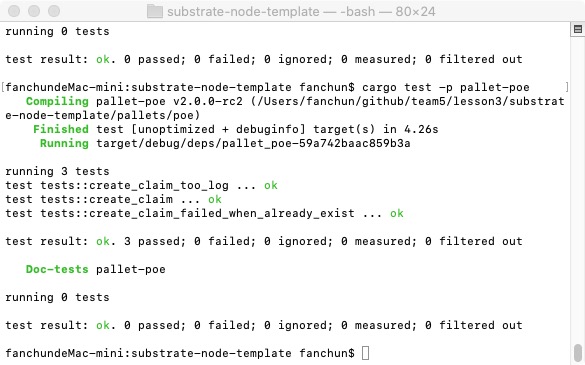 substrate-node-template — -bash — 80×24
running 0 tests
test result: ok. 0 passed; 0 failed; 0 ignored; 0 measured; 0 filtered out
[fanchundeMac-mini:substrate-node-template fanchun$ cargo test -p pallet-poe ]
Compiling pallet-poe v2.0.0-rc2 (/Users/fanchun/github/team5/lesson3/substrat
e-node-template/pallets/poe)
Finished test [unoptimized + debuginfo] target(s) in 4.26s
Running target/debug/deps/pallet_poe-59a742baac859b3a
running 3 tests
test tests::create_claim_too_log ... ok
test tests::create_claim ... ok
test tests::create_claim_failed_when_already_exist ... ok
test result: ok. 3 passed; 0 failed; 0 ignored; 0 measured; 0 filtered out
Doc-tests pallet-poe
running 0 tests
test result: ok. 0 passed; 0 failed; 0 ignored; 0 measured; 0 filtered out
fanchundeMac-mini:substrate-node-template fanchun$